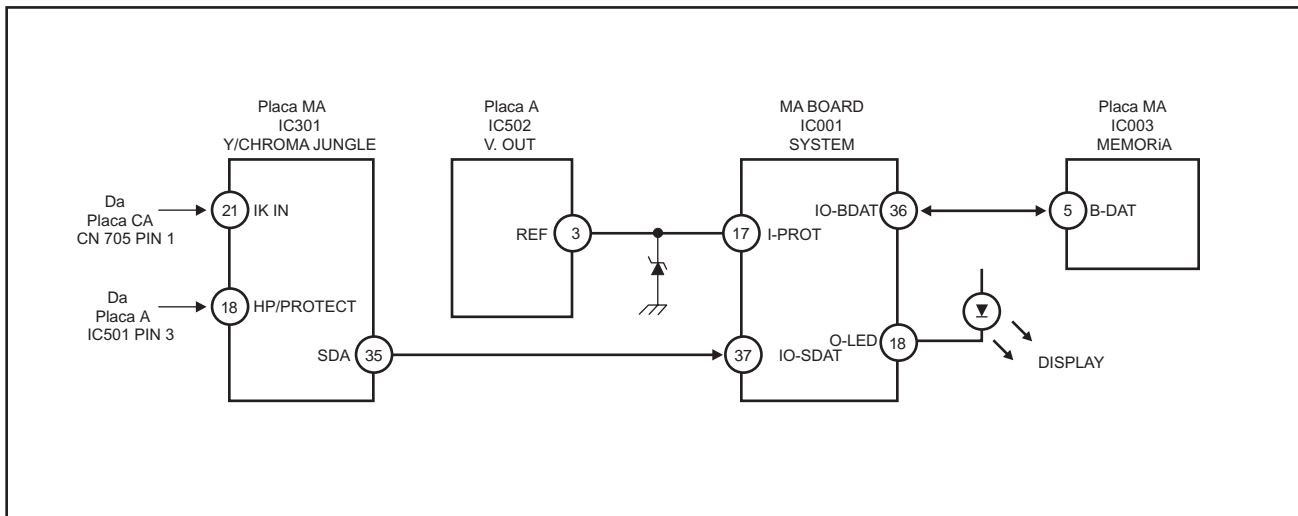 Placa MA
IC301
Y/CHROMA JUNGLE
Placa A
IC502
V. OUT
MA BOARD
IC001
SYSTEM
Placa MA
IC003
MEMORiA
Da
Placa CA
CN 705 PIN 1
21 IK IN
Da
Placa A
IC501 PIN 3
18 HP/PROTECT
SDA 35
REF 3
17 I-PROT
37 IO-SDAT
IO-BDAT 36
O-LED 18
5 B-DAT
DISPLAY